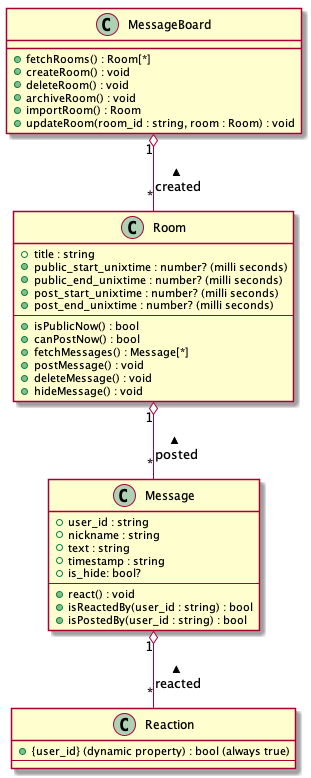 C MessageBoard
fetchRooms() : Room[*]
createRoom() : void
deleteRoom() : void
archiveRoom() : void
importRoom() : Room
updateRoom(room_id : string, room : Room) : void
1
▲
created
*
C Room
title : string
public_start_unixtime : number? (milli seconds)
public_end_unixtime : number? (milli seconds)
post_start_unixtime : number? (milli seconds)
post_end_unixtime : number? (milli seconds)
isPublicNow() : bool
canPostNow() : bool
fetchMessages() : Message[*]
postMessage() : void
deleteMessage() : void
hideMessage() : void
1
▲
posted
*
C Message
user_id : string
nickname : string
text : string
timestamp : string
is_hide: bool?
react() : void
isReactedBy(user_id : string) : bool
isPostedBy(user_id : string) : bool
1
▲
reacted
*
C Reaction
{user_id} (dynamic property) : bool (always true)